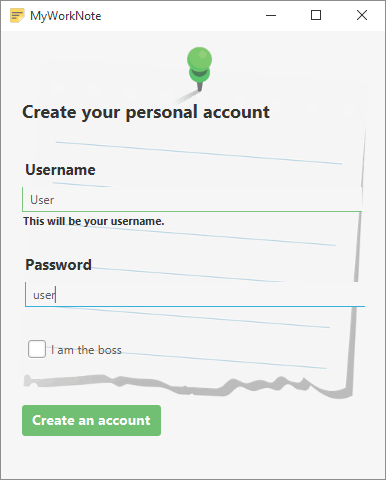 MyWorkNote
Create your personal account
Username
User
This will be your username.
Password
user
I am the boss
Create an account